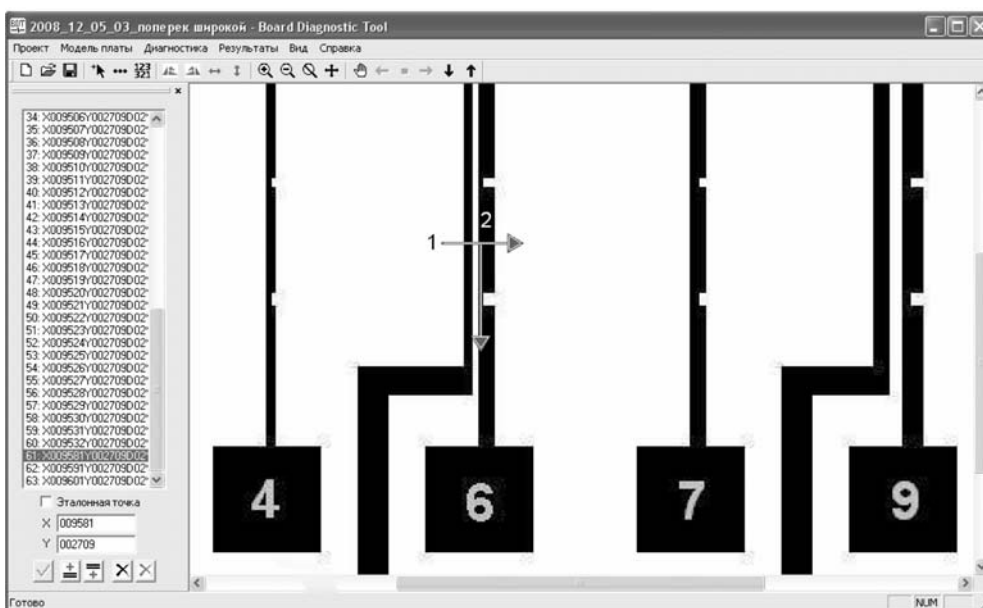 2008_12_05_03_поперек широкой - Board Diagnostic Tool
Проект Модель платы Диагностика Результаты Вид Справка
34: X009506Y002709D02*
35: X009507Y002709D02*
36: X009508Y002709D02*
37: X009509Y002709D02*
38: X009510Y002709D02*
39: X009511Y002709D02*
40: X009512Y002709D02*
41: X009513Y002709D02*
42: X009514Y002709D02*
43: X009515Y002709D02*
44: X009516Y002709D02*
45: X009517Y002709D02*
46: X009518Y002709D02*
47: X009519Y002709D02*
48: X009520Y002709D02*
49: X009521Y002709D02*
50: X009522Y002709D02*
51: X009523Y002709D02*
52: X009524Y002709D02*
53: X009525Y002709D02*
54: X009526Y002709D02*
55: X009527Y002709D02*
56: X009528Y002709D02*
57: X009529Y002709D02*
58: X009530Y002709D02*
59: X009531Y002709D02*
60: X009532Y002709D02*
61: X009581Y002709D02*
62: X009591Y002709D02*
63: X009601Y002709D02*
Эталонная точка
X 009581
Y 002709
2
1
4 6 7 9
Готово NUM